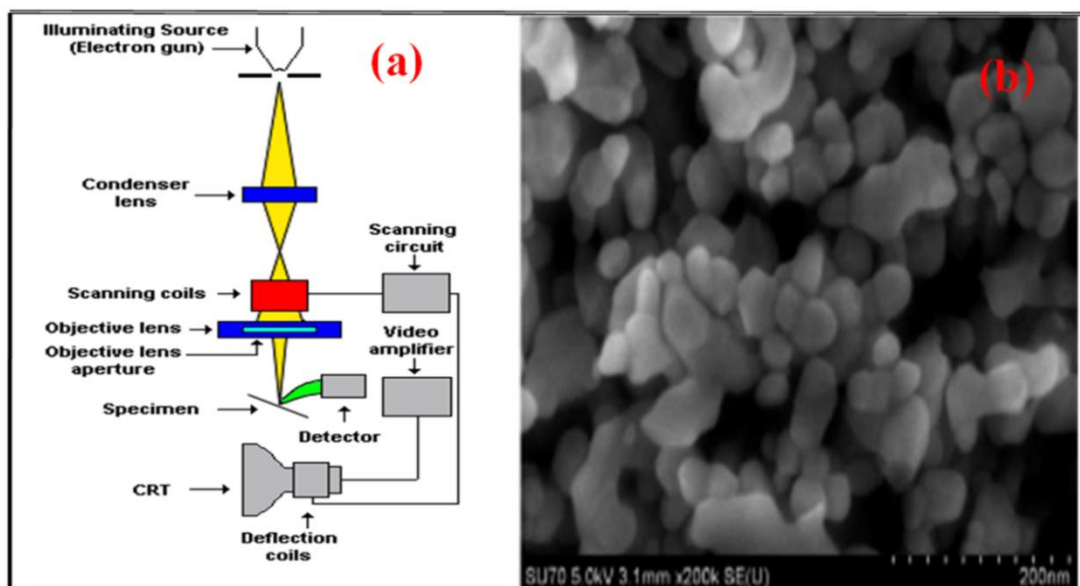 Illuminating Source
(Electron gun)
(a)
Condenser
lens
Scanning
circuit
Scanning coils
Objective lens
Objective lens
aperture
Video
amplifier
Specimen
Detector
CRT
Deflection
coils
(b)
SU70 5.0kV 3.1mm x200k SE(U)
200nm